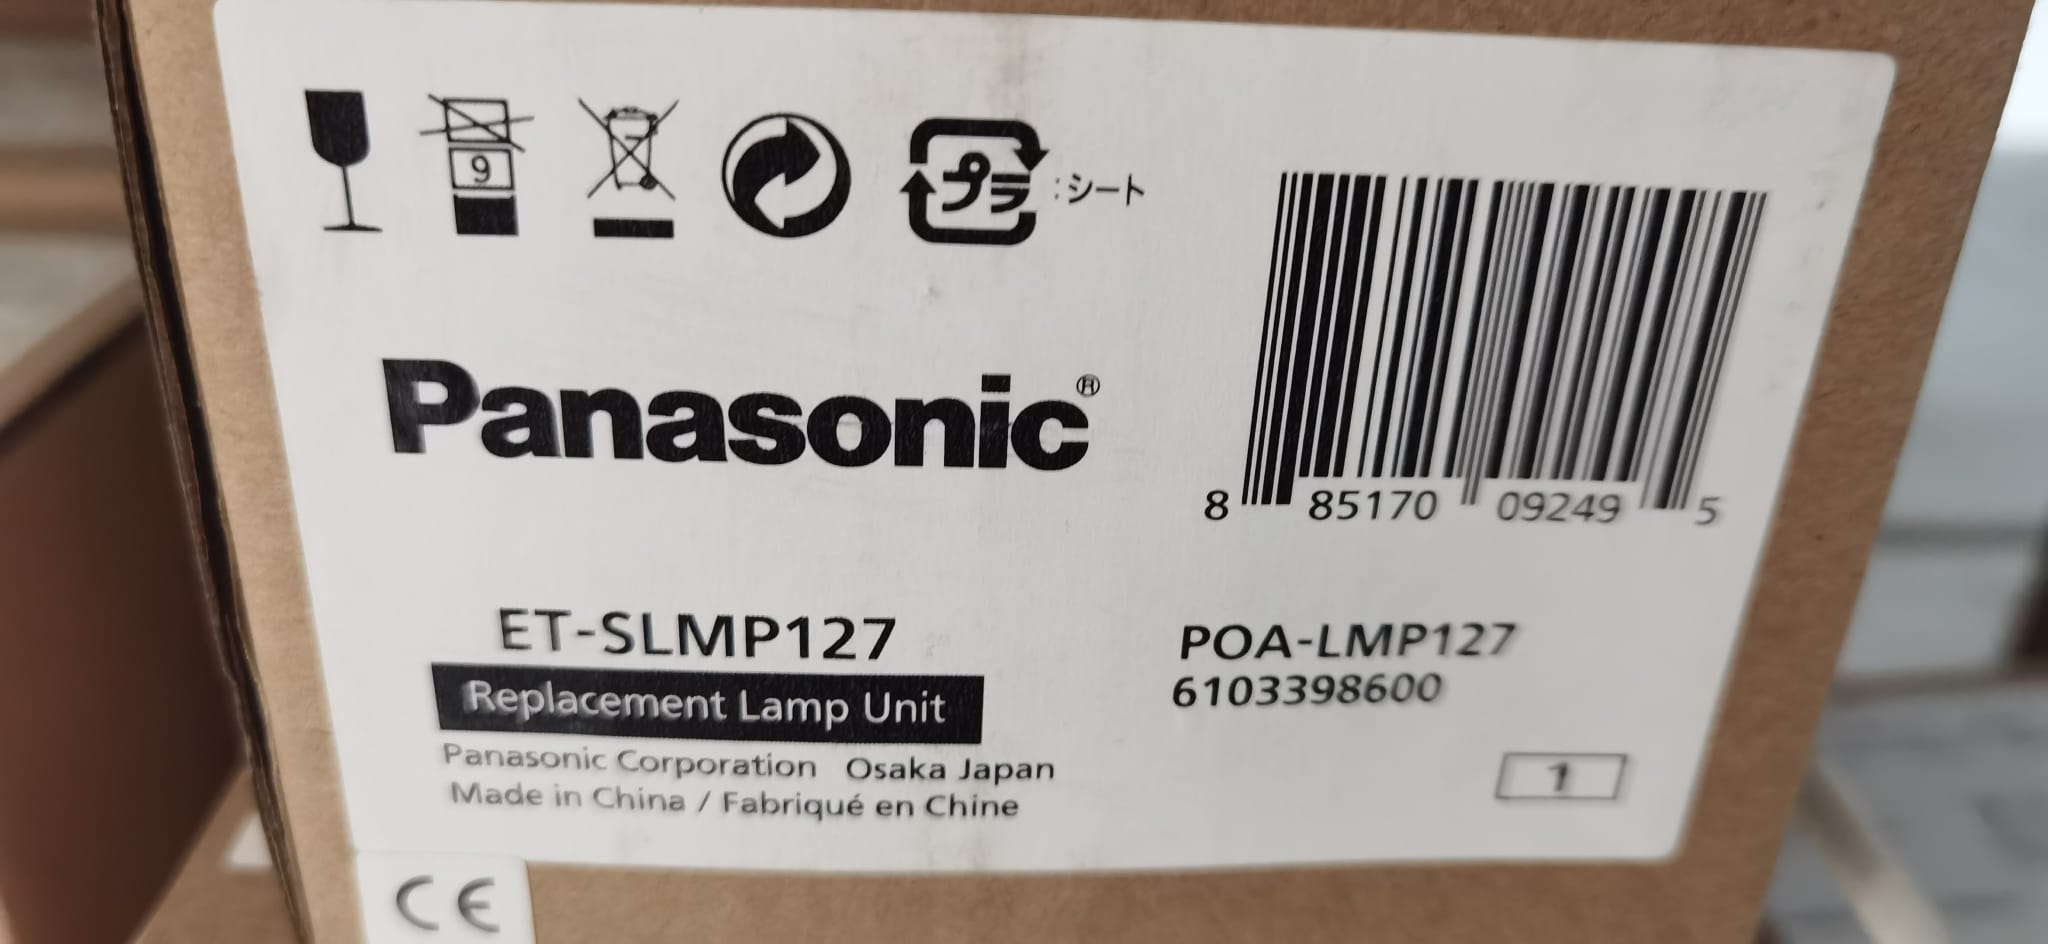 9
プラ :シート
Panasonic®
8 85170 09249 5
ET-SLMP127
Replacement Lamp Unit
Panasonic Corporation Osaka Japan
Made in China / Fabriqué en Chine
POA-LMP127
6103398600
1
CE